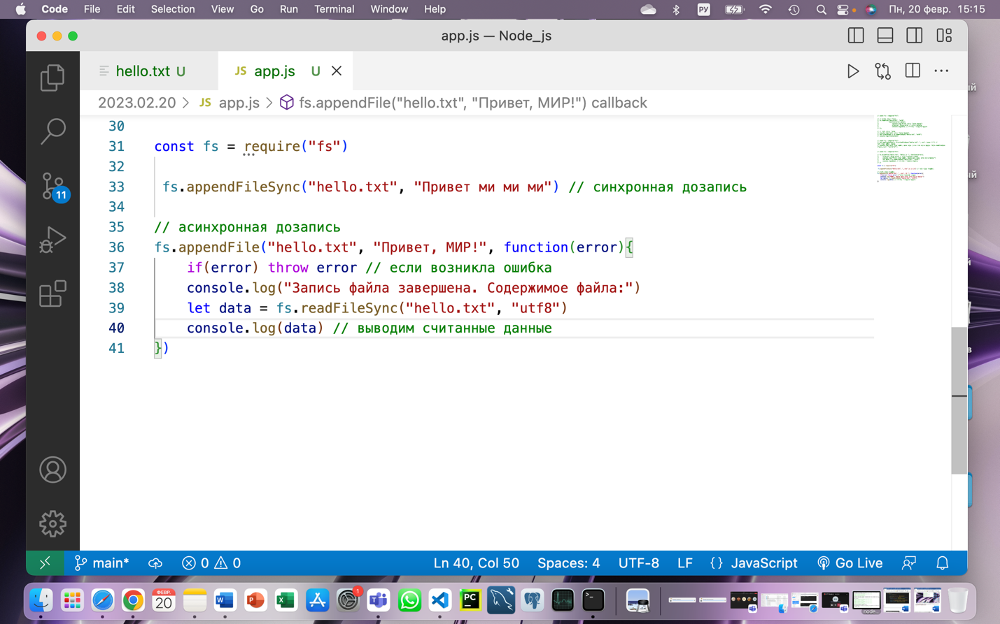 Code File Edit Selection View Go Run Terminal Window Help РУ Пн, 20 февр. 15:15
app.js — Node_js
hello.txt U JS app.js U
2023.02.20 > JS app.js > fs.appendFile("hello.txt", "Привет, МИР!") callback
30
31 const fs = require("fs")
32
33 fs.appendFileSync("hello.txt", "Привет ми ми ми") // синхронная дозапись
34
35 // асинхронная дозапись
36 fs.appendFile("hello.txt", "Привет, МИР!", function(error){
37 if(error) throw error // если возникла ошибка
38 console.log("Запись файла завершена. Содержимое файла:")
39 let data = fs.readFileSync("hello.txt", "utf8")
40 console.log(data) // выводим считанные данные
41 })
11
main* 0 0 Ln 40, Col 50 Spaces: 4 UTF-8 LF {} JavaScript Go Live
ФЕВР.
20
W P X 1 PC >_
node...